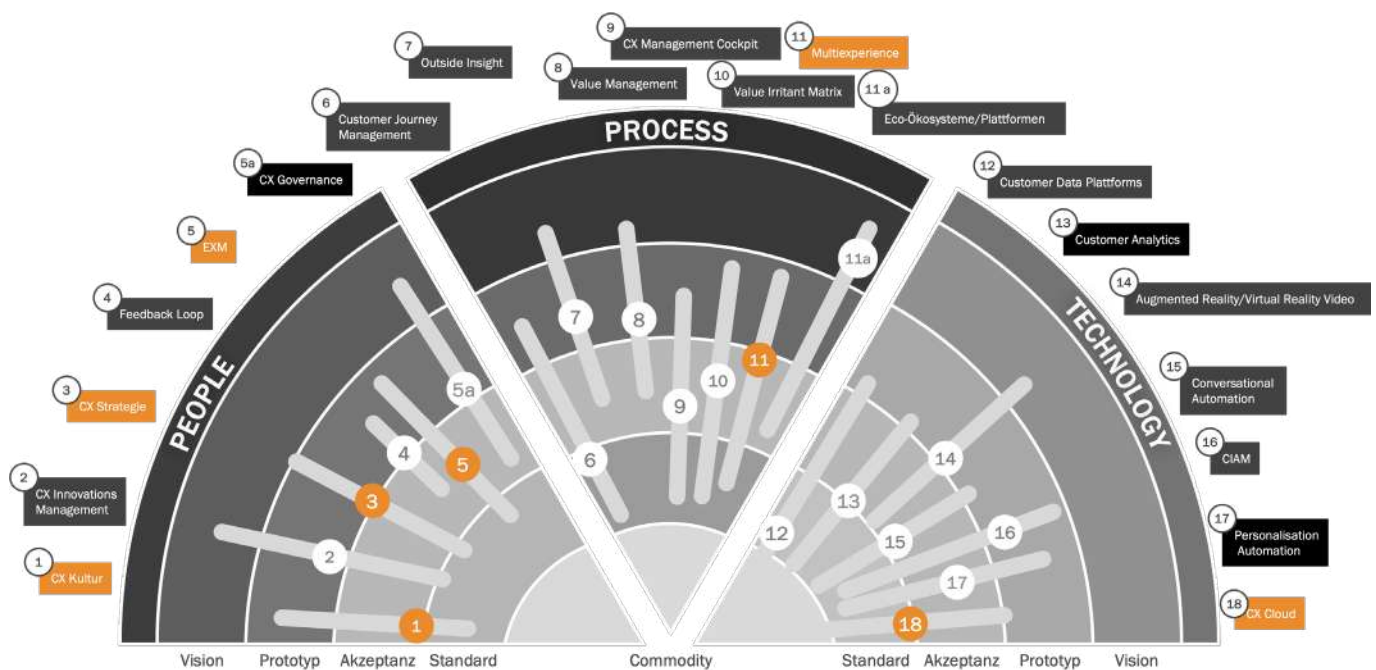 9
CX Management Cockpit
11
Multiexperience
7
Outside Insight
8
Value Management
10
Value Irritant Matrix
11 a
Eco-Ökosysteme/Plattformen
6
Customer Journey
Management
PROCESS
5a
CX Governance
12
Customer Data Plattforms
5
EXM
13
Customer Analytics
4
Feedback Loop
14
Augmented Reality/Virtual Reality Video
3
CX Strategie
15
Conversational
Automation
2
CX Innovations
Management
16
CIAM
1
CX Kultur
17
Personalisation
Automation
18
CX Cloud
PEOPLE
TECHNOLOGY
1
2
3
4
5
5a
6
7
8
9
10
11
11a
12
13
14
15
16
17
18
Vision
Prototyp
Akzeptanz
Standard
Commodity
Standard
Akzeptanz
Prototyp
Vision